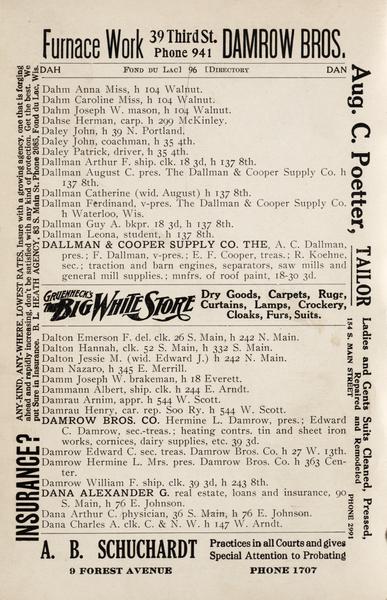 Furnace Work 39 Third St. Phone 941 DAMROW BROS.
DAH Fond du Lac] 96 [Directory DAN
Dahm Anna Miss, h 104 Walnut.
Dahm Caroline Miss, h 104 Walnut.
Dahm Joseph W. mason, h 104 Walnut.
Dahse Herman, carp. h 299 McKinley.
Daley John, h 39 N. Portland.
Daley John, coachman, h 35 4th.
Daley Patrick, driver, h 35 4th.
Dallman Arthur F. ship. clk. 18 3d, h 137 8th.
Dallman August C. pres. The Dallman & Cooper Supply Co. h
137 8th.
Dallman Catherine (wid. August) h 137 8th.
Dallman Ferdinand, v-pres. The Dallman & Cooper Supply Co.
h Waterloo, Wis.
Dallman Guy A. bkpr. 18 3d, h 137 8th.
Dallman Leona, student, h 137 8th.
DALLMAN & COOPER SUPPLY CO. THE, A. C. Dallman,
pres.; F. Dallman, v-pres.; E. F. Cooper, treas.; R. Koehne,
sec.; traction and barn engines, separators, saw mills and
general mill supplies.; mnfrs. of roof paint, 18-30 3d.
GRUENHECK'S THE BIG WHITE STORE
Dry Goods, Carpets, Rugr,
Curtains, Lamps, Crockery,
Cloaks, Furs, Suits.
Dalton Emerson F. del. clk. 26 S. Main, h 242 N. Main.
Dalton Hannah, clk. 52 S. Main, h 332 S. Main.
Dalton Jessie M. (wid. Edward J.) h 242 N. Main.
Dam Nazaro, h 345 E. Merrill.
Damm Joseph W. brakeman, h 18 Everett.
Dammann Albert, ship. clk. h 244 E. Arndt.
Damrau Arnim, appr. h 544 W. Scott.
Damrau Henry, car. rep. Soo Ry. h 544 W. Scott.
DAMROW BROS. CO. Hermine L. Damrow, pres.; Edward
C. Damrow, sec-treas.; heating contrs. tin and sheet iron
works, cornices, dairy supplies, etc. 39 3d.
Damrow Edward C. sec. treas. Damrow Bros. Co. h 27 W. 13th.
Damrow Hermine L. Mrs. pres. Damrow Bros. Co. h 363 Cen-
ter.
Damrow William F. ship. clk. 39 3d, h 243 8th.
DANA ALEXANDER G. real estate, loans and insurance, 90
S. Main, h 76 E. Johnson.
Dana Arthur C. physician, 36 S. Main, h 76 E. Johnson.
Dana Charles A. clk. C. & N. W. h 147 W. Arndt.
A. B. SCHUCHARDT Practices in all Courts and gives
Special Attention to Probating
9 FOREST AVENUE PHONE 1707
INSURANCE?
ANY-KIND, ANY-WHERE, LOWEST RATES, Insure with a growing agency, one that is forging
ahead and rapidly increasing, don't be satisfied with any kind of protection. Get the best. We
put Sure in Insurance. B. T. HEATH AGENCY, 83 S. Main St. Phone 2085, Fond du Lac, Wis.
Aug. C. Poetter, TAILOR
Ladies and Gents Suits Cleaned, Pressed,
Repaired and Remodeled
154 S. MAIN STREET PHONE 2991